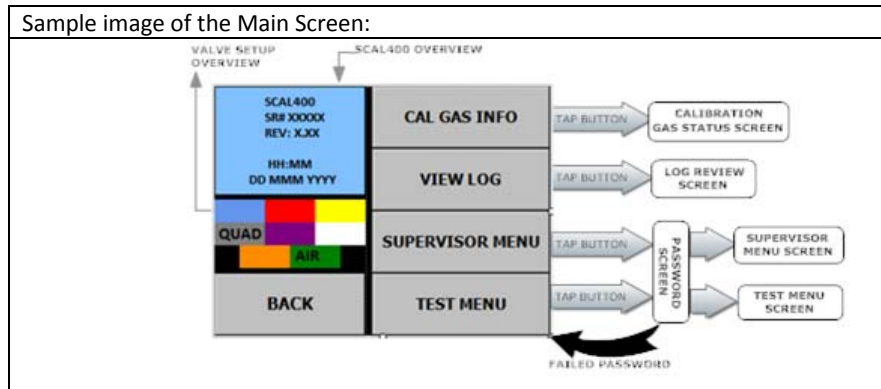 Sample image of the Main Screen:
VALVE SETUP
OVERVIEW
SCAL400 OVERVIEW
SCAL400
SR# XXXXX
REV: X.XX
HH:MM
DD MMM YYYY
QUAD
AIR
BACK
CAL GAS INFO
VIEW LOG
SUPERVISOR MENU
TEST MENU
TAP BUTTON
TAP BUTTON
TAP BUTTON
TAP BUTTON
CALIBRATION
GAS STATUS SCREEN
LOG REVIEW
SCREEN
PASSWORD
SCREEN
SUPERVISOR
MENU SCREEN
TEST MENU
SCREEN
FAILED PASSWORD